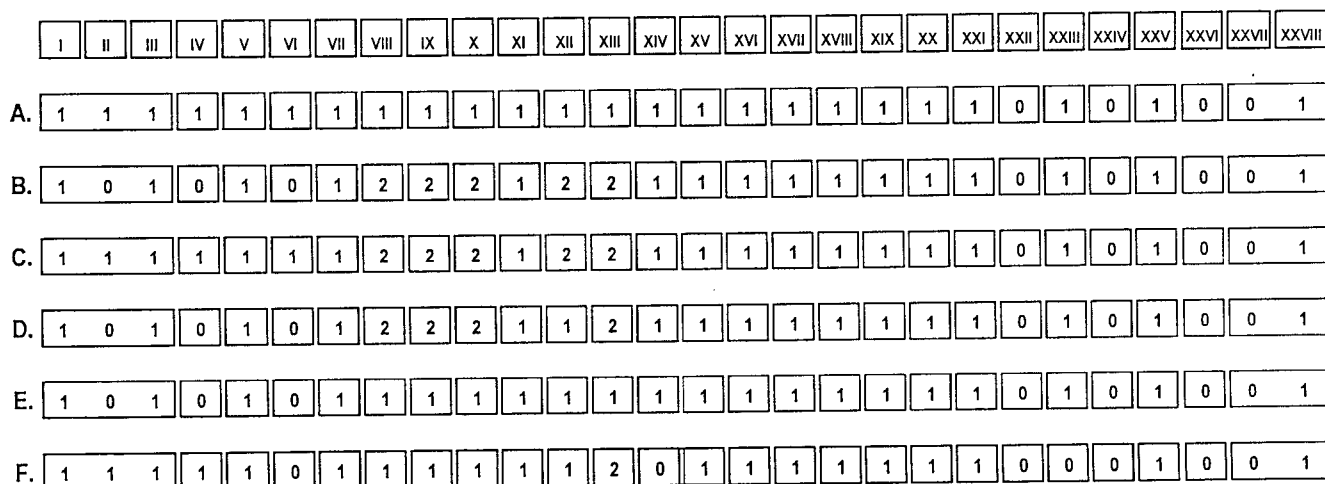 I II III IV V VI VII VIII IX X XI XII XIII XIV XV XVI XVII XVIII XIX XX XXI XXII XXIII XXIV XXV XXVI XXVII XXVIII
A. 1 1 1 1 1 1 1 1 1 1 1 1 1 1 1 1 1 1 1 1 1 0 1 0 1 0 0 1
B. 1 0 1 0 1 0 1 2 2 2 1 2 2 1 1 1 1 1 1 1 1 0 1 0 1 0 0 1
C. 1 1 1 1 1 1 1 2 2 2 1 2 2 1 1 1 1 1 1 1 1 0 1 0 1 0 0 1
D. 1 0 1 0 1 0 1 2 2 2 1 1 2 1 1 1 1 1 1 1 1 0 1 0 1 0 0 1
E. 1 0 1 0 1 0 1 1 1 1 1 1 1 1 1 1 1 1 1 1 1 0 1 0 1 0 0 1
F. 1 1 1 1 1 0 1 1 1 1 1 1 2 0 1 1 1 1 1 1 1 0 0 0 1 0 0 1